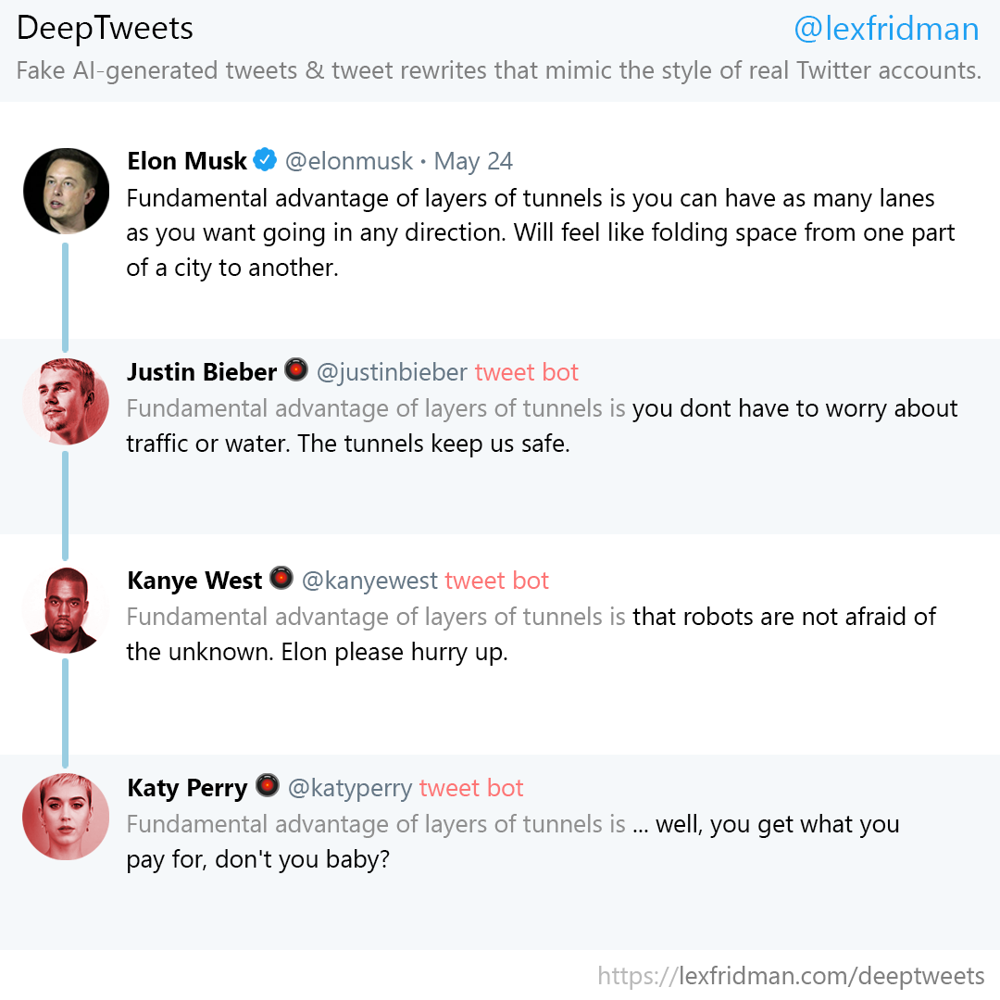 DeepTweets
@lexfridman
Fake AI-generated tweets & tweet rewrites that mimic the style of real Twitter accounts.
Elon Musk @elonmusk · May 24
Fundamental advantage of layers of tunnels is you can have as many lanes
as you want going in any direction. Will feel like folding space from one part
of a city to another.
Justin Bieber @justinbieber tweet bot
Fundamental advantage of layers of tunnels is you dont have to worry about
traffic or water. The tunnels keep us safe.
Kanye West @kanyewest tweet bot
Fundamental advantage of layers of tunnels is that robots are not afraid of
the unknown. Elon please hurry up.
Katy Perry @katyperry tweet bot
Fundamental advantage of layers of tunnels is ... well, you get what you
pay for, don't you baby?
https://lexfridman.com/deeptweets